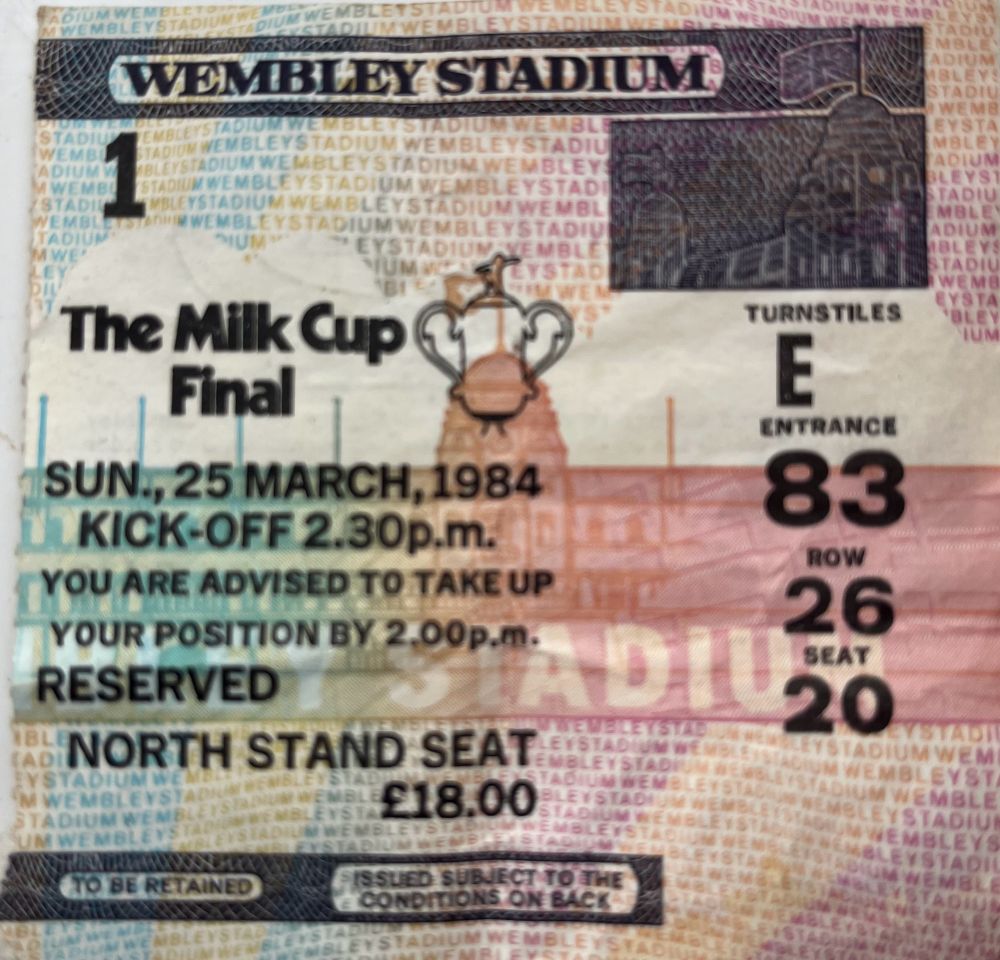 WEMBLEY STADIUM
1
The Milk Cup
Final
SUN., 25 MARCH, 1984
KICK-OFF 2.30p.m.
YOU ARE ADVISED TO TAKE UP
YOUR POSITION BY 2.00p.m.
RESERVED
NORTH STAND SEAT
£18.00
TURNSTILES
E
ENTRANCE
83
ROW
26
SEAT
20
TO BE RETAINED
ISSUED SUBJECT TO THE
CONDITIONS ON BACK